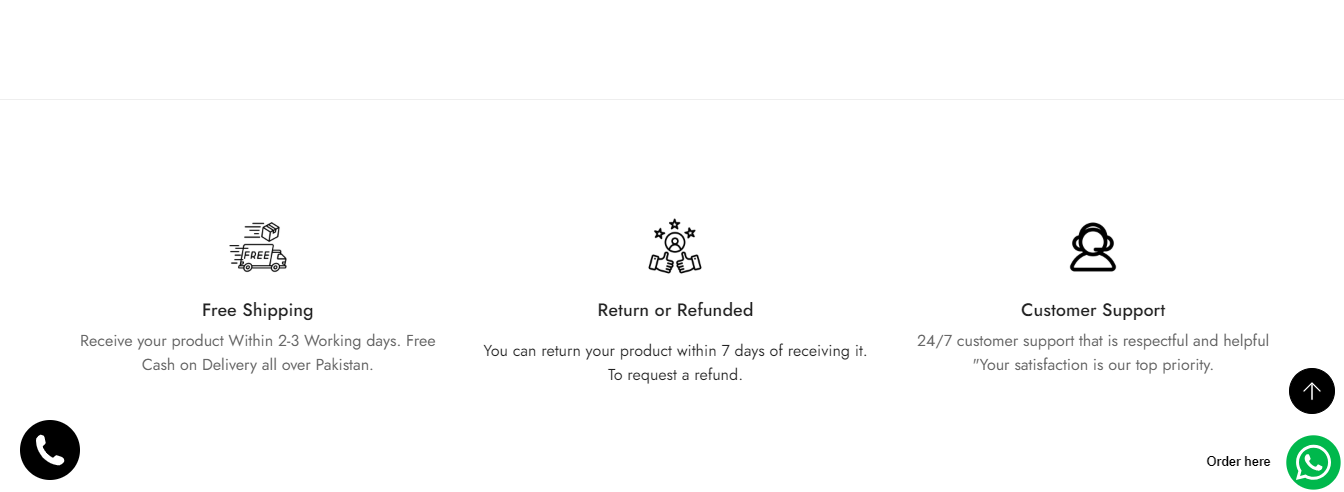 FREE
Free Shipping
Receive your product Within 2-3 Working days. Free
Cash on Delivery all over Pakistan.
Return or Refunded
You can return your product within 7 days of receiving it.
To request a refund.
Customer Support
24/7 customer support that is respectful and helpful
"Your satisfaction is our top priority.
Order here